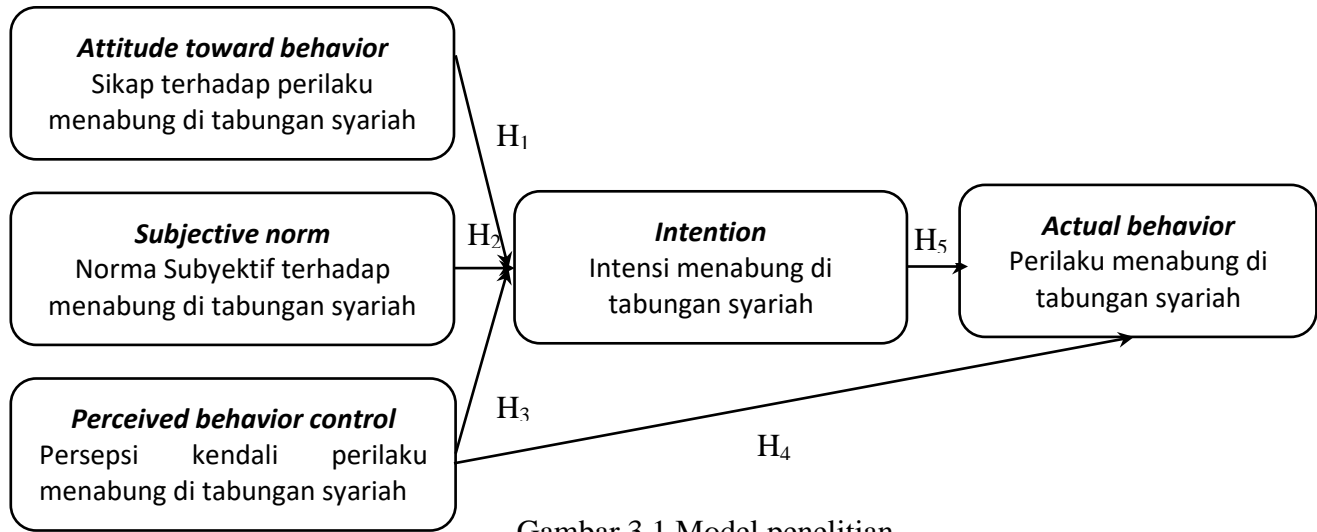 Attitude toward behavior
Sikap terhadap perilaku
menabung di tabungan syariah
H1
Subjective norm
Norma Subyektif terhadap
menabung di tabungan syariah
H2
Intention
Intensi menabung di
tabungan syariah
H5
Actual behavior
Perilaku menabung di
tabungan syariah
Perceived behavior control
Persepsi kendali perilaku
menabung di tabungan syariah
H3
H4
Gambar 3.1 Model penelitian